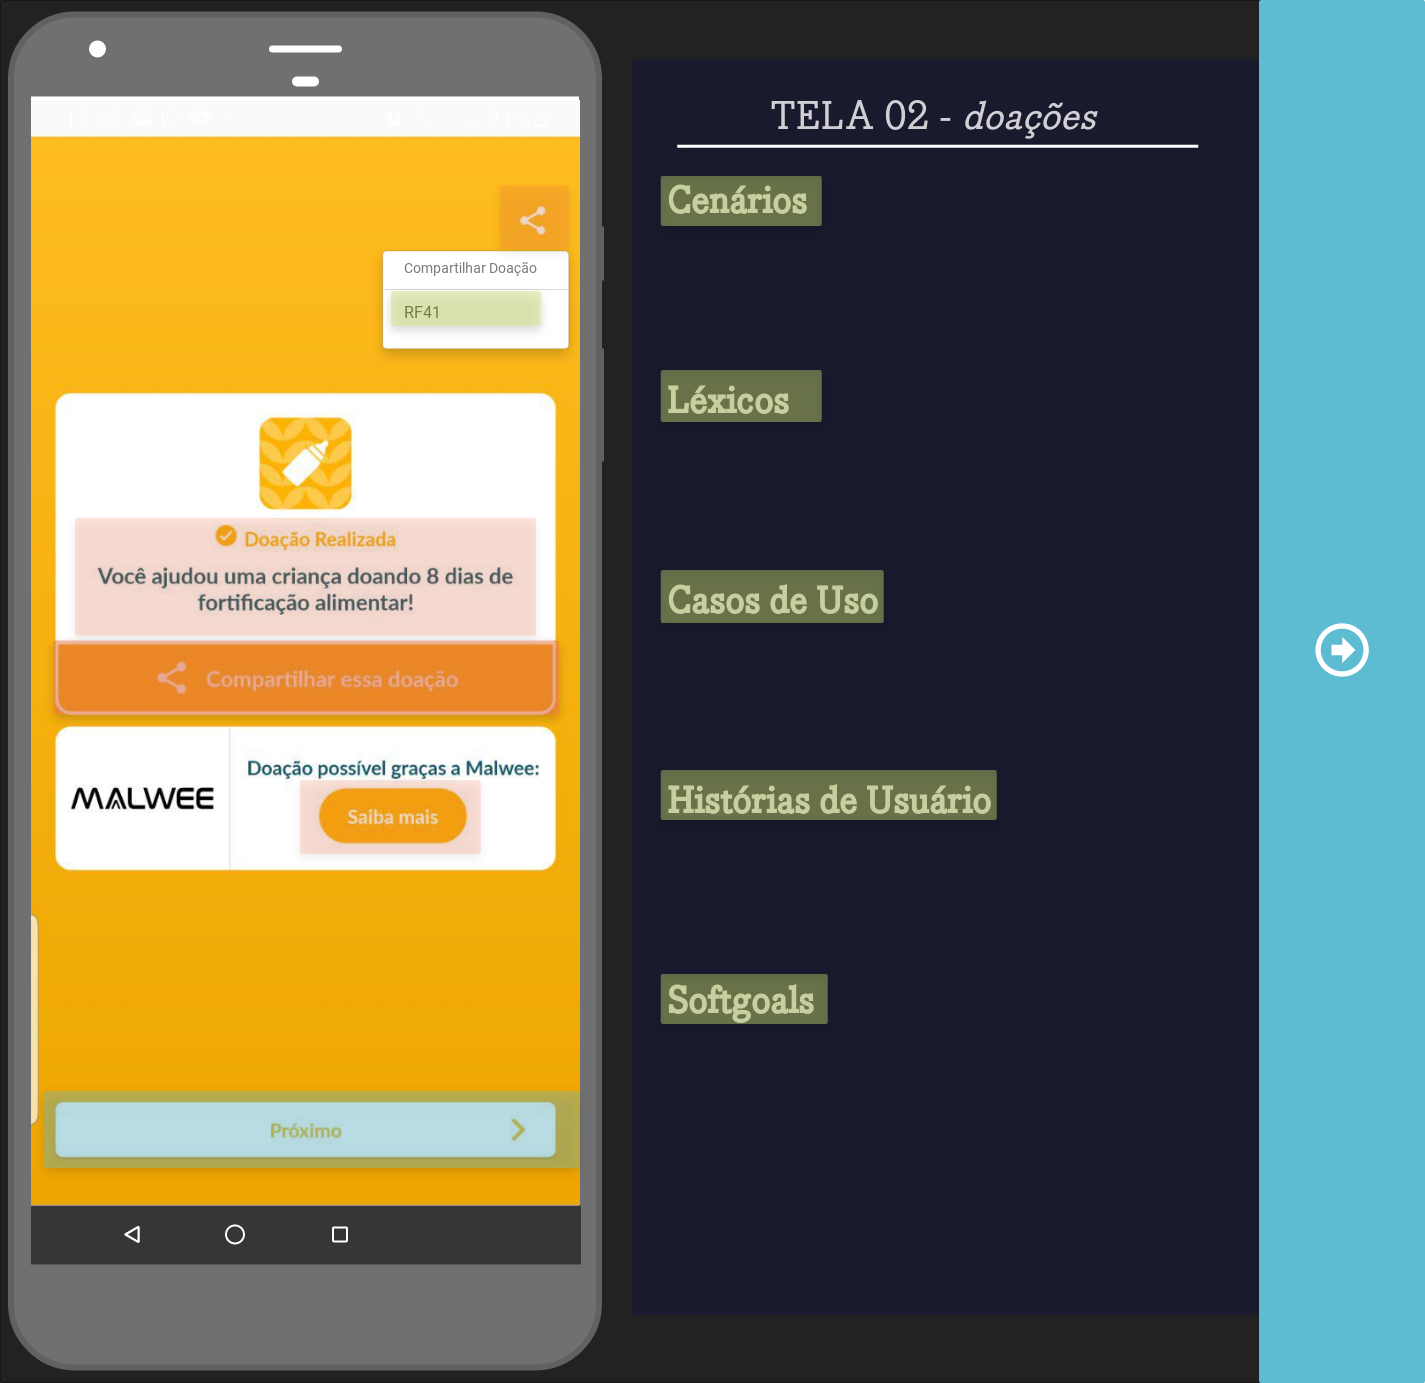 Compartilhar Doação
RF41
Doação Realizada
Você ajudou uma criança doando 8 dias de
fortificação alimentar!
Compartilhar essa doação
MALWEE
Doação possível graças a Malwee:
Saiba mais
Próximo
TELA 02 - doações
Cenários
Léxicos
Casos de Uso
Histórias de Usuário
Softgoals